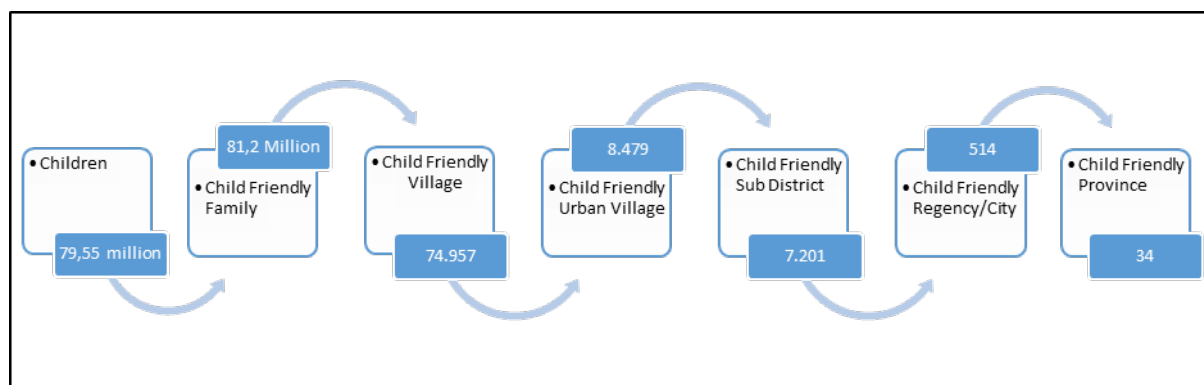 • Children
79,55 million
81,2 Million
• Child Friendly
Family
• Child Friendly
Village
74.957
8.479
• Child Friendly
Urban Village
• Child Friendly
Sub District
7.201
514
• Child Friendly
Regency/City
• Child Friendly
Province
34